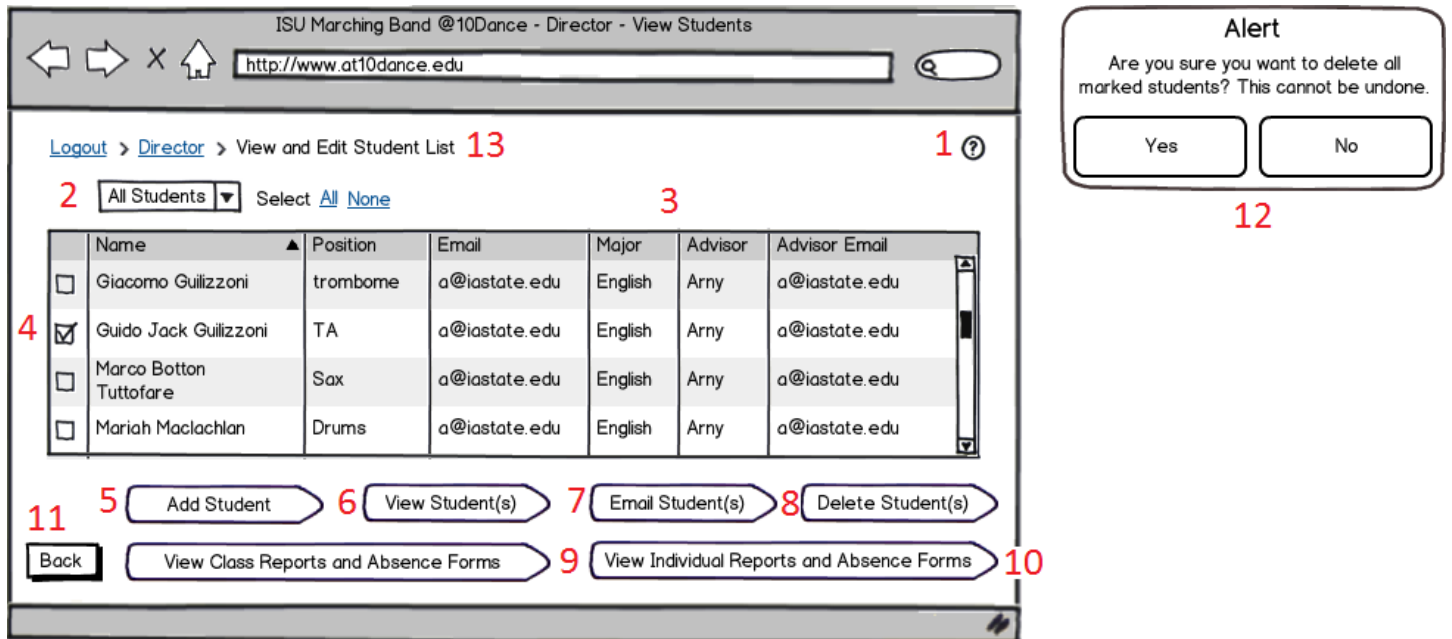 ISU Marching Band @10Dance - Director - View Students
http://www.at10dance.edu
Logout > Director > View and Edit Student List 13
1 ?
2 All Students Select All None
3
Name Position Email Major Advisor Advisor Email
Giacomo Guilizzoni trombome a@iastate.edu English Arny a@iastate.edu
4 Guido Jack Guilizzoni TA a@iastate.edu English Arny a@iastate.edu
Marco Botton
Tuttofare Sax a@iastate.edu English Arny a@iastate.edu
Mariah Maclachlan Drums a@iastate.edu English Arny a@iastate.edu
5 Add Student 6 View Student(s) 7 Email Student(s) 8 Delete Student(s)
11
Back View Class Reports and Absence Forms 9 View Individual Reports and Absence Forms 10
Alert
Are you sure you want to delete all
marked students? This cannot be undone.
Yes No
12